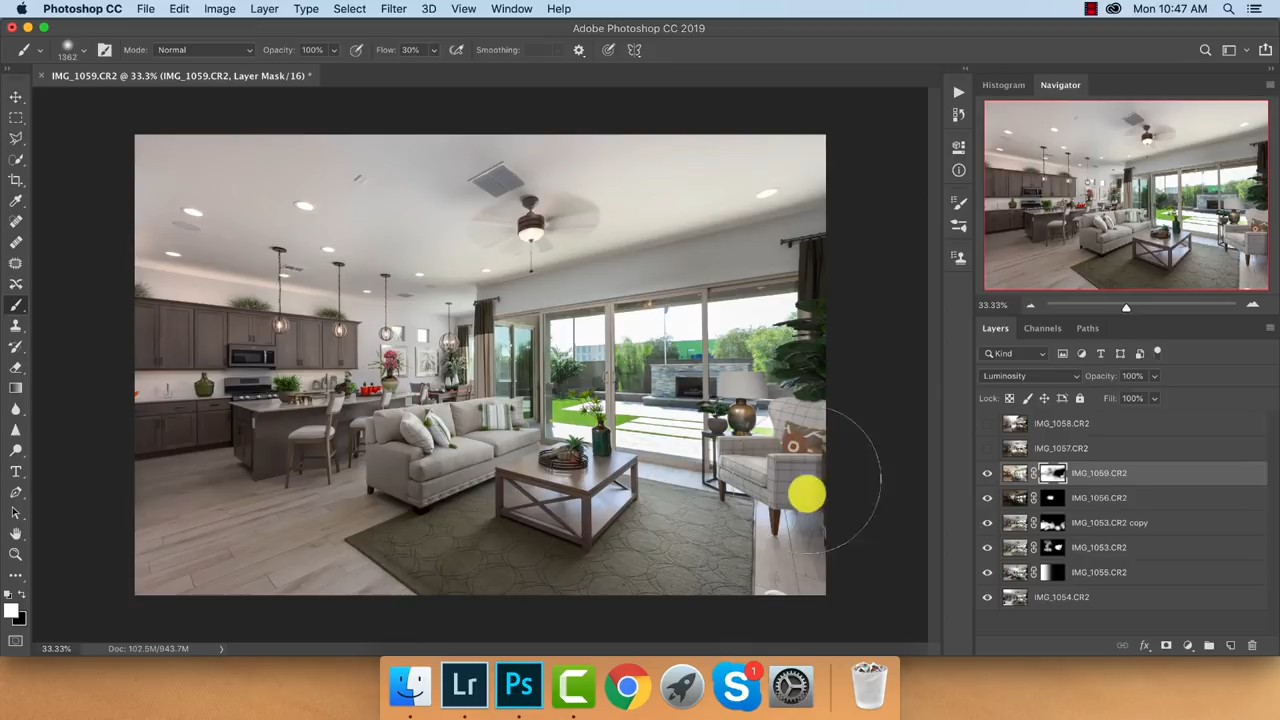 Photoshop CC File Edit Image Layer Type Select Filter 3D View Window Help Mon 10:47 AM
Adobe Photoshop CC 2019
1362 Mode: Normal Opacity: 100% Flow: 30% Smoothing:
IMG_1059.CR2 @ 33.3% (IMG_1059.CR2, Layer Mask/16) *
Histogram Navigator
33.33%
Layers Channels Paths
Kind
Luminosity Opacity: 100%
Lock: Fill: 100%
IMG_1058.CR2
IMG_1057.CR2
IMG_1059.CR2
IMG_1056.CR2
IMG_1053.CR2 copy
IMG_1053.CR2
IMG_1055.CR2
IMG_1054.CR2
33.33% Doc: 102.5M/943.7M
fx
Lr Ps C S 1